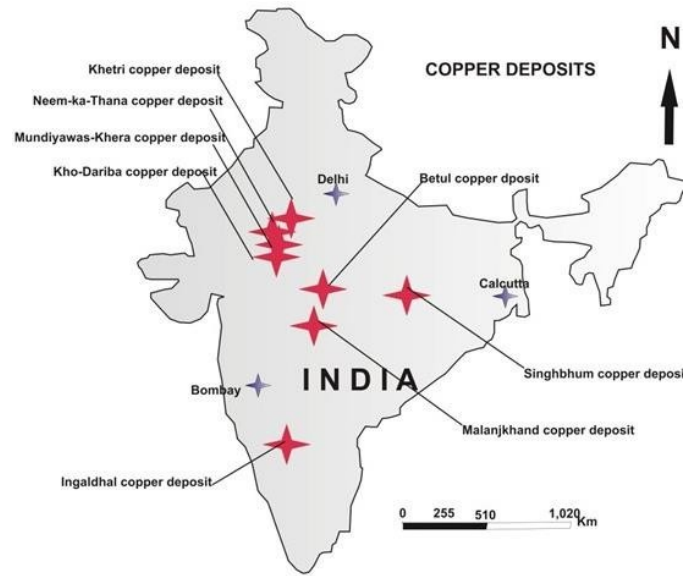 N
COPPER DEPOSITS
Khetri copper deposit
Neem-ka-Thana copper deposit
Mundiyawas-Khera copper deposit
Kho-Dariba copper deposit
Delhi
Betul copper dposit
Calcutta
Singhbhum copper deposit
INDIA
Bombay
Malanjkhand copper deposit
Ingaldhal copper deposit
0 255 510 1,020
Km